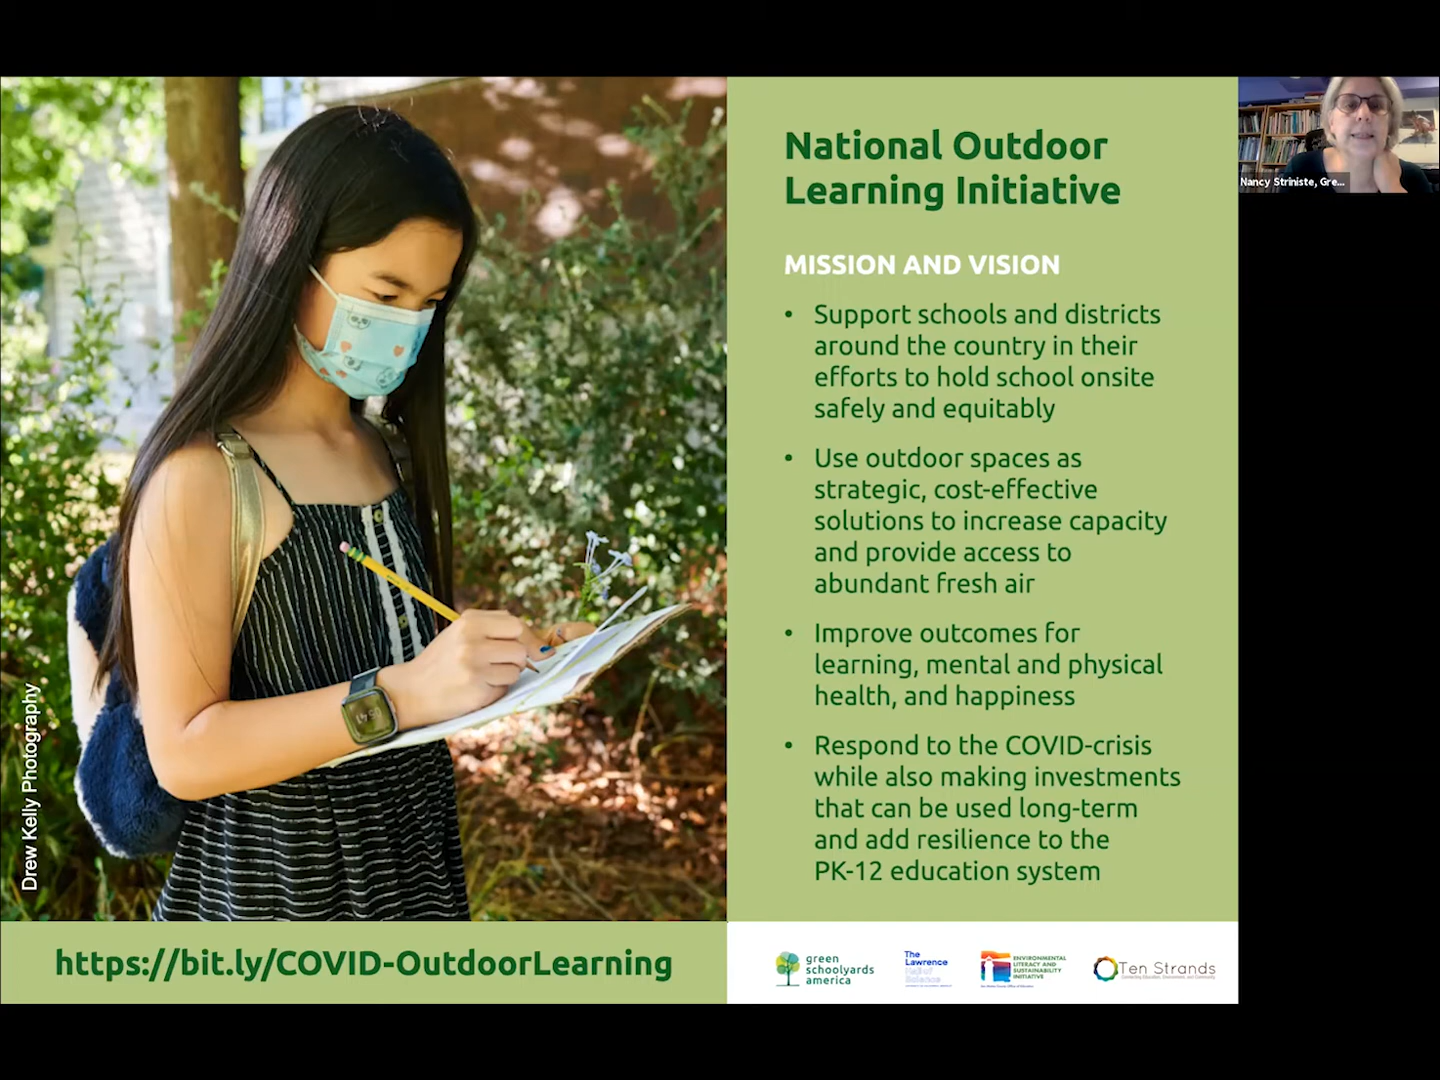 National Outdoor
Learning Initiative
MISSION AND VISION
• Support schools and districts
around the country in their
efforts to hold school onsite
safely and equitably
• Use outdoor spaces as
strategic, cost-effective
solutions to increase capacity
and provide access to
abundant fresh air
• Improve outcomes for
learning, mental and physical
health, and happiness
• Respond to the COVID-crisis
while also making investments
that can be used long-term
and add resilience to the
PK-12 education system
Nancy Striniste, Gre...
Drew Kelly Photography
https://bit.ly/COVID-OutdoorLearning
green
schoolyards
america
The
Lawrence
Hall of
Science
ENVIRONMENTAL
LITERACY AND
SUSTAINABILITY
INITIATIVE
Ten Strands